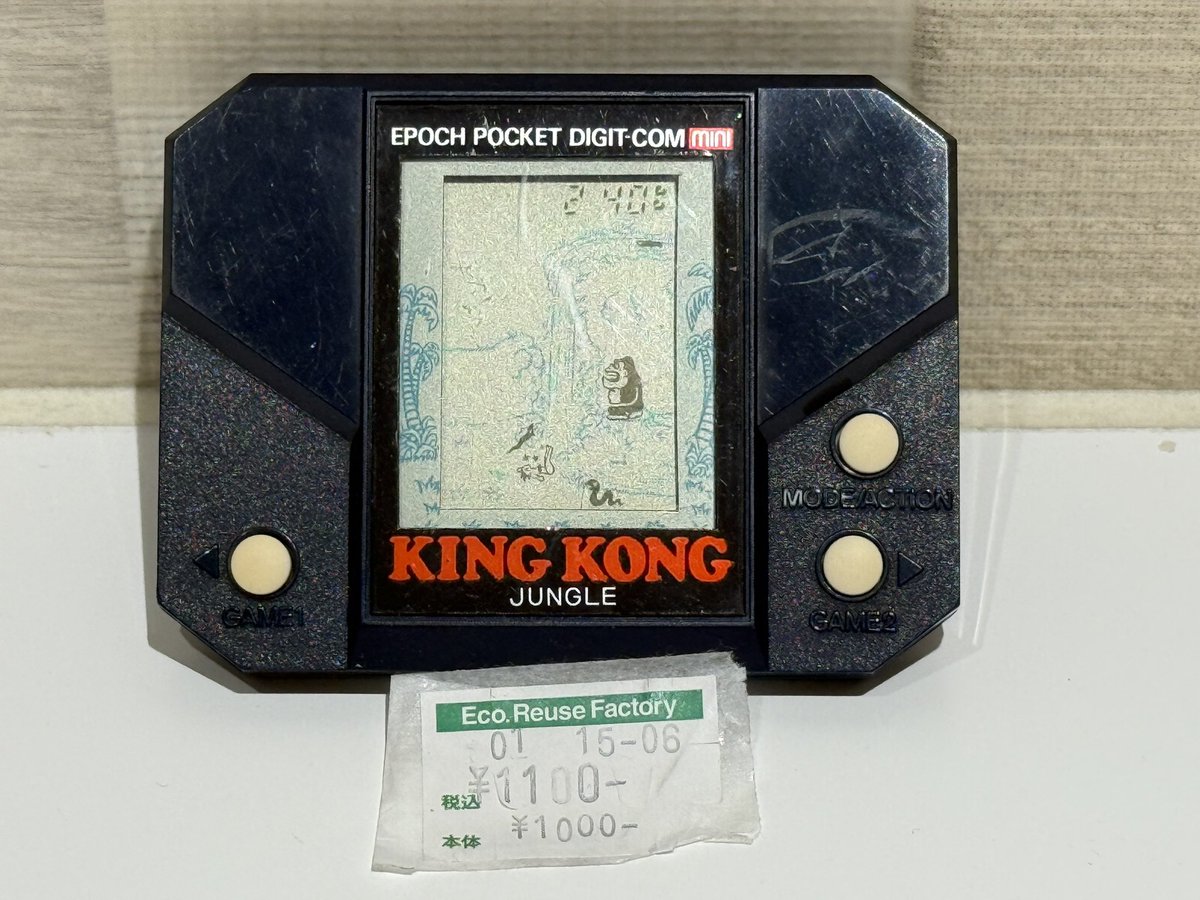 EPOCH POCKET DIGIT-COM mini
2 40
KING KONG
JUNGLE
MODE/ACTION
◀
▶
GAME1
GAME2
Eco.Reuse Factory
01 15-06
税込 ¥1100-
本体 ¥1000-